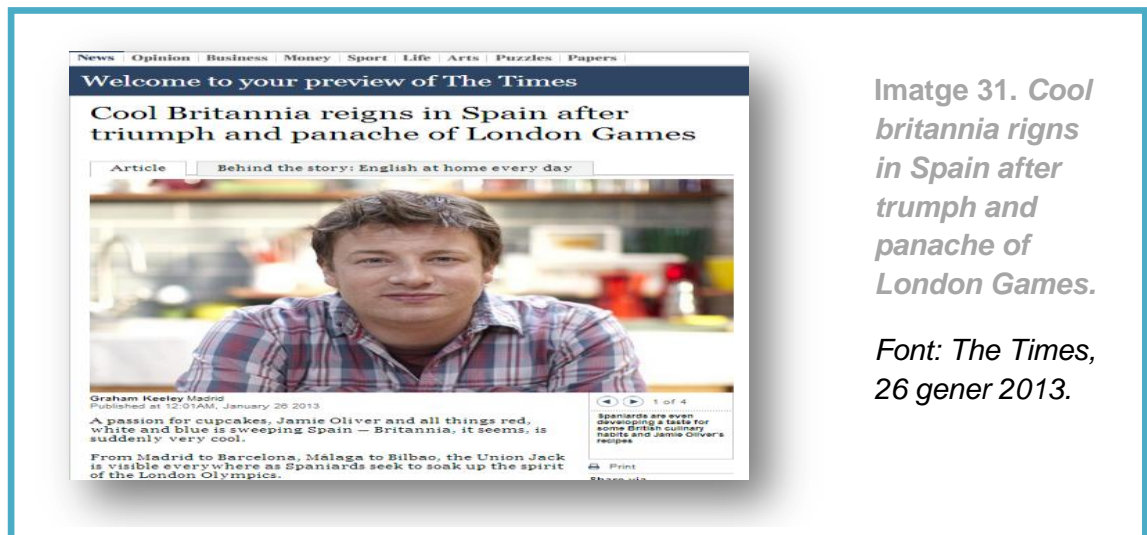 News Opinion Business Money Sport Life Arts Puzzles Papers
Welcome to your preview of The Times
Cool Britannia reigns in Spain after
triumph and panache of London Games
Article Behind the story: English at home every day
Graham Keeley Madrid
Published at 12:01AM, January 26 2013
A passion for cupcakes, Jamie Oliver and all things red,
white and blue is sweeping Spain — Britannia, it seems, is
suddenly very cool.
From Madrid to Barcelona, Málaga to Bilbao, the Union Jack
is visible everywhere as Spaniards seek to soak up the spirit
of the London Olympics.
1 of 4
Spaniards are even
developing a taste for
some British culinary
habits and Jamie Oliver's
recipes
Print
Share via
Imatge 31. Cool
britannia rigns
in Spain after
trumph and
panache of
London Games.
Font: The Times,
26 gener 2013.